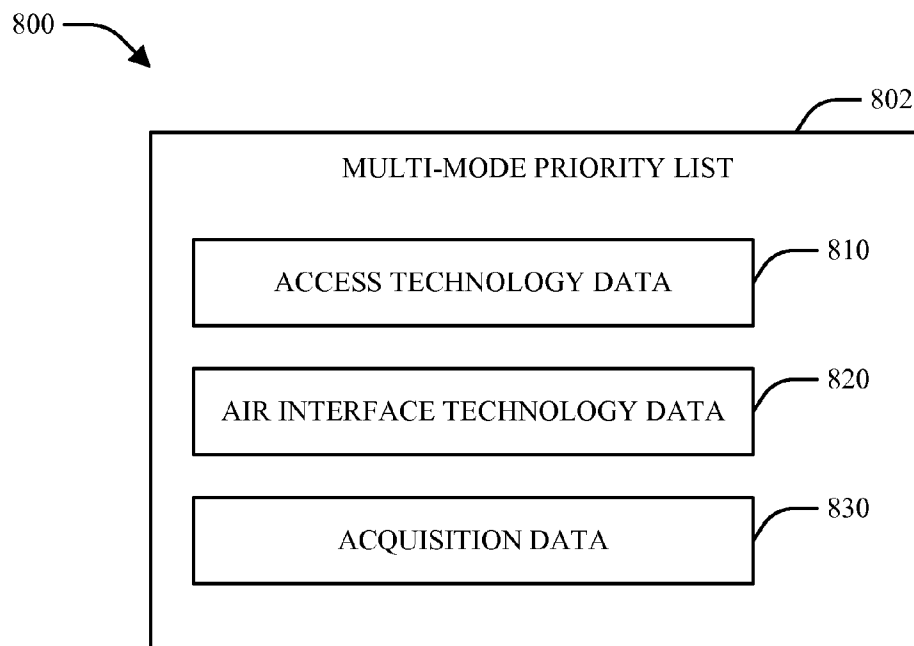 800
802
MULTI-MODE PRIORITY LIST
810
ACCESS TECHNOLOGY DATA
820
AIR INTERFACE TECHNOLOGY DATA
830
ACQUISITION DATA